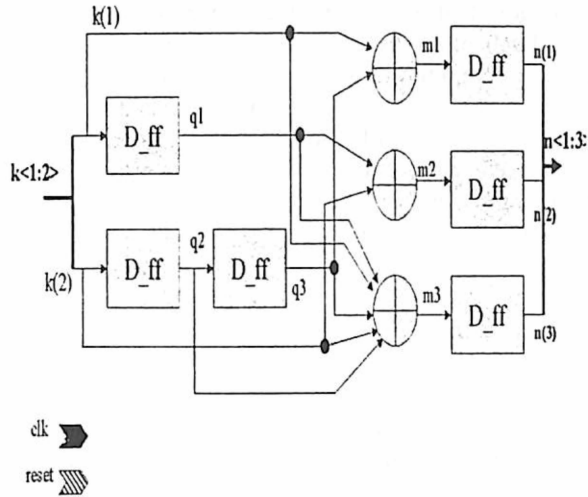 k(1)
m1
D_ff
n(1)
D_ff
q1
k<1:2>
n<1:3>
m2
D_ff
n(2)
q2
D_ff
D_ff
k(2)
q3
m3
D_ff
n(3)
clk
reset